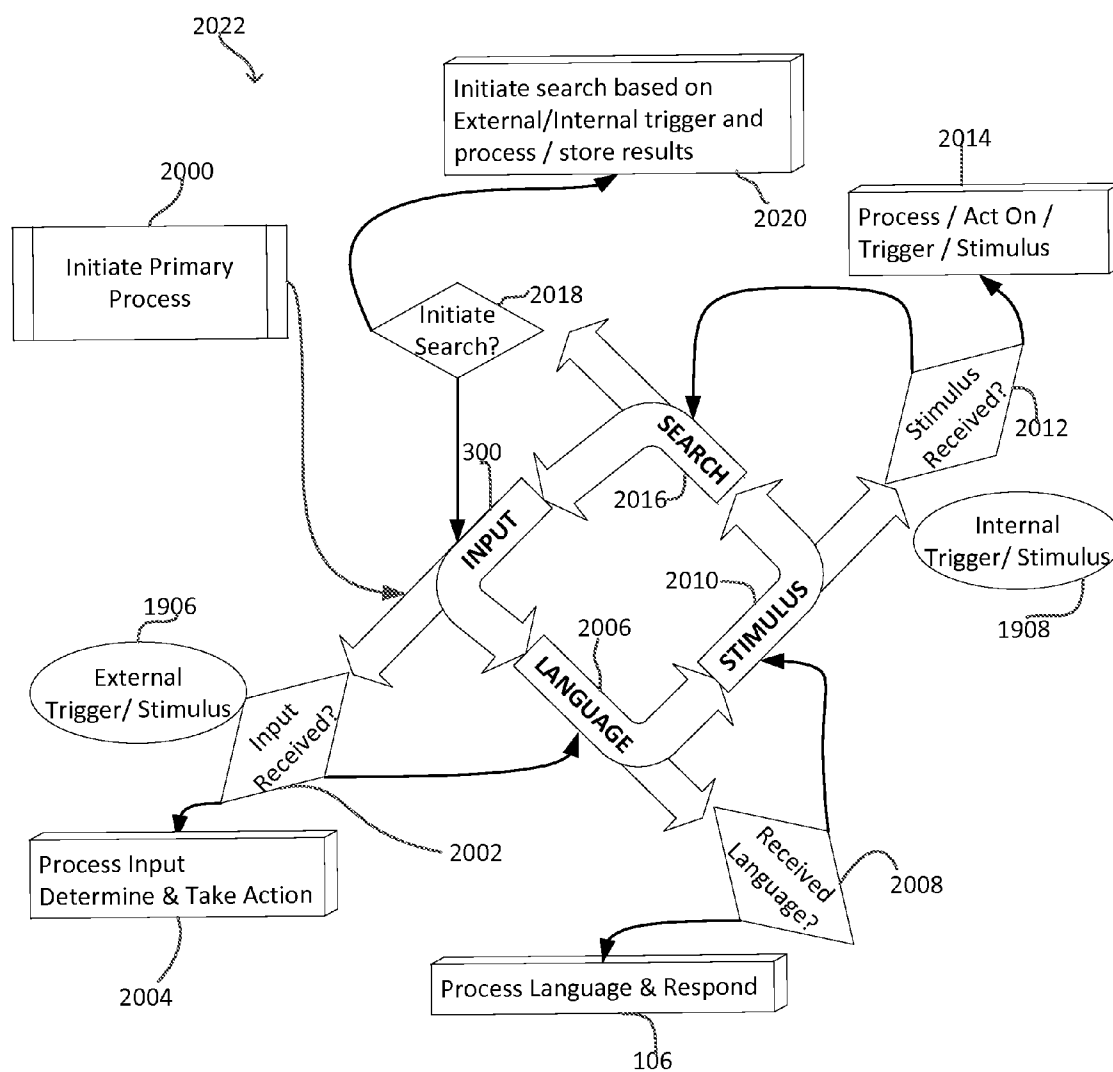 2022
Initiate search based on
External/Internal trigger and
process / store results
2014
2000
2020
Process / Act On /
Trigger / Stimulus
Initiate Primary
Process
2018
Initiate
Search?
Stimulus
Received?
2012
SEARCH
300
2016
INPUT
Internal
Trigger/ Stimulus
2010
STIMULUS
1906
2006
1908
External
Trigger/ Stimulus
LANGUAGE
Input
Received?
2002
Process Input
Determine & Take Action
Received
Language?
2008
2004
Process Language & Respond
106